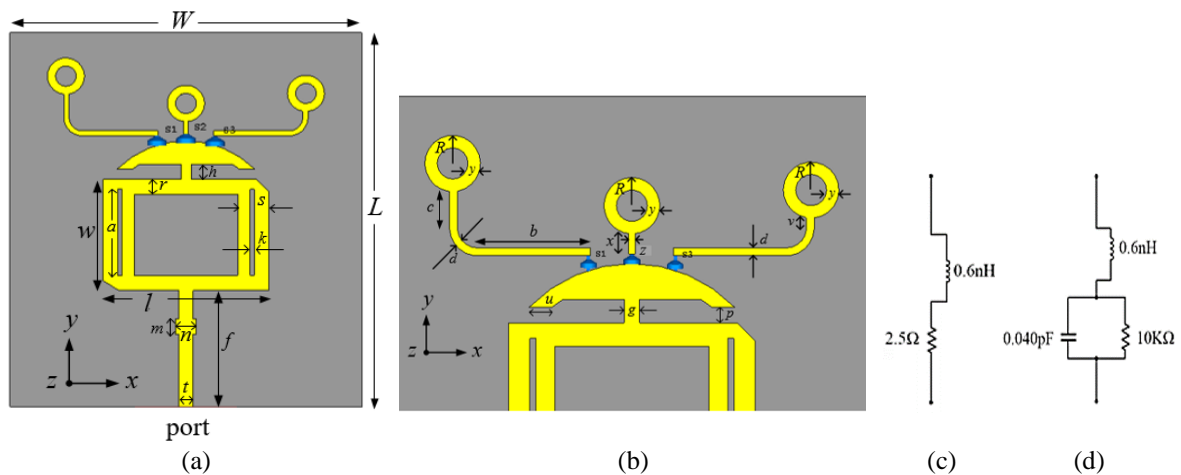 W
S1
S2
S3
h
r
s
w
a
k
L
l
m
n
f
y
z
x
t
port
(a)
R
y
c
b
d
S1
R
y
x
z
R
y
v
d
S3
u
g
p
y
z
x
(b)
0.6nH
2.5Ω
(c)
0.6nH
0.040pF
10KΩ
(d)